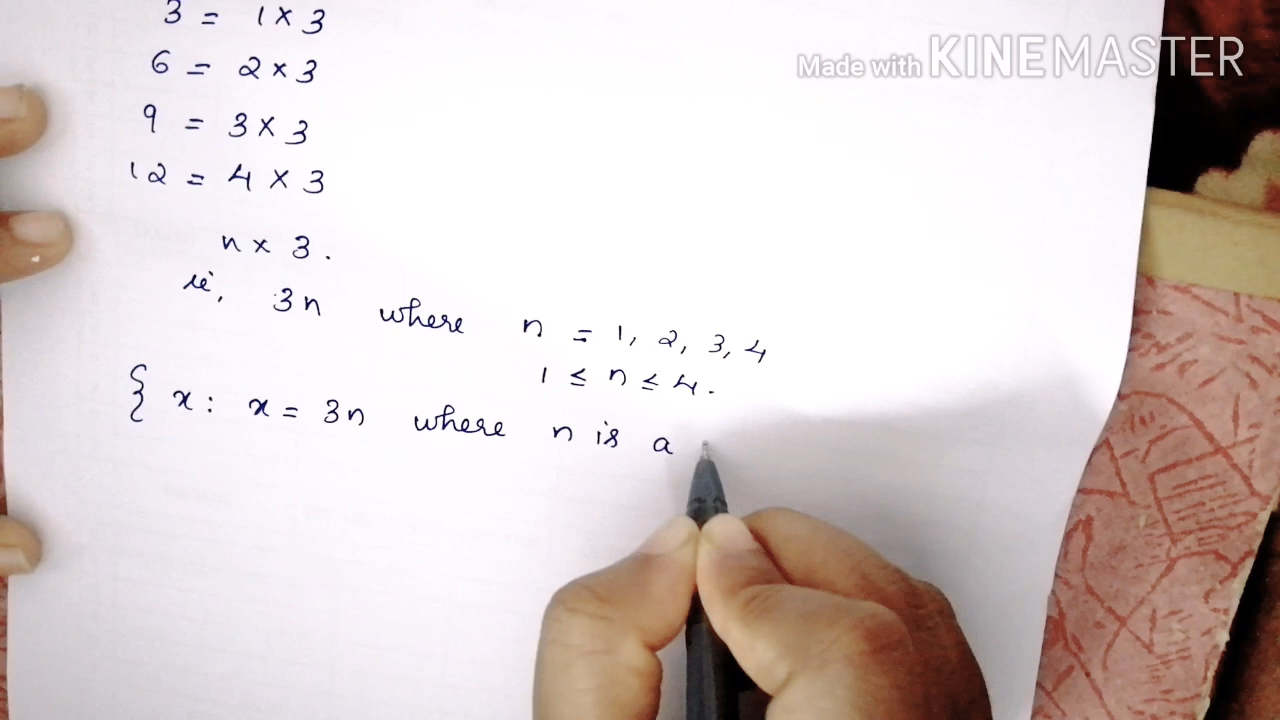 3 = 1 × 3
Made with KINEMASTER
6 = 2 × 3
9 = 3 × 3
12 = 4 × 3
n × 3.
ie, 3n where n = 1, 2, 3, 4
1 ≤ n ≤ 4.
{ x : x = 3n where n is a